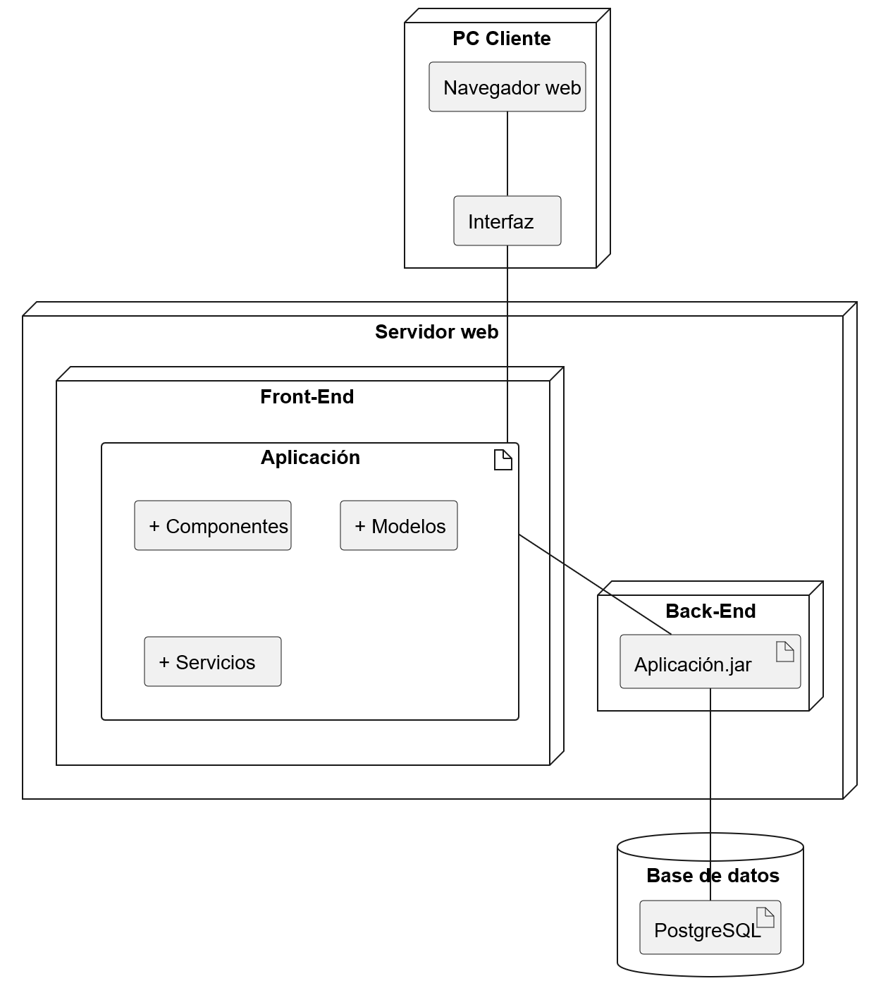 PC Cliente
Navegador web
Interfaz
Servidor web
Front-End
Aplicación
+ Componentes
+ Modelos
+ Servicios
Back-End
Aplicación.jar
Base de datos
PostgreSQL